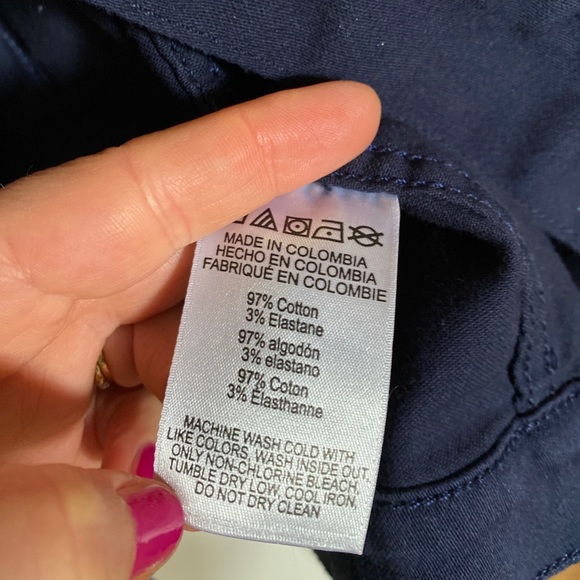 MADE IN COLOMBIA
HECHO EN COLOMBIA
FABRIQUÉ EN COLOMBIE
97% Cotton
3% Elastane
97% algodón
3% elastano
97% Coton
3% Élasthanne
MACHINE WASH COLD WITH
LIKE COLORS, WASH INSIDE OUT,
ONLY NON-CHLORINE BLEACH,
TUMBLE DRY LOW, COOL IRON,
DO NOT DRY CLEAN